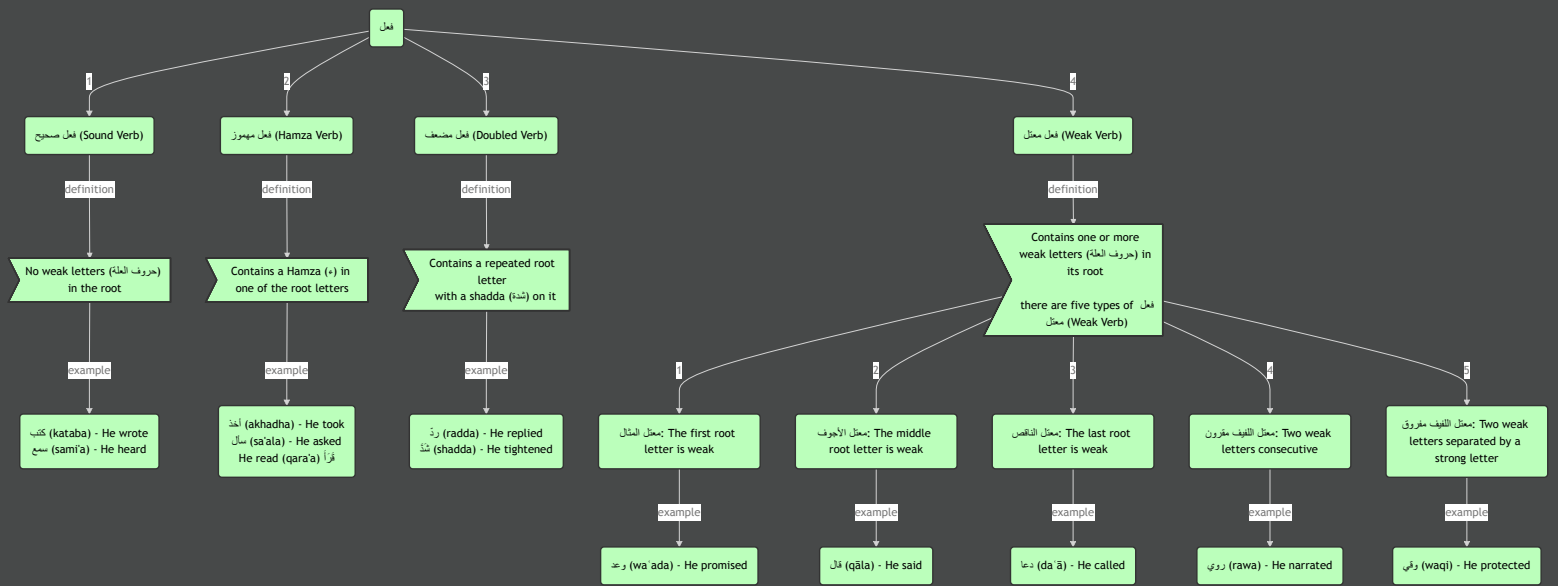 فعل
1
2
3
4
فعل صحيح (Sound Verb)
فعل مهموز (Hamza Verb)
فعل مضعف (Doubled Verb)
فعل معتل (Weak Verb)
definition
definition
definition
definition
No weak letters (حروف العلة)
in the root
Contains a Hamza (ء) in
one of the root letters
Contains a repeated root
letter
with a shadda (شدة) on it
Contains one or more
weak letters (حروف العلة) in
its root
there are five types of فعل
معتل (Weak Verb)
example
example
example
1
2
3
4
5
كتب (kataba) - He wrote
سمع (sami'a) - He heard
أخذ (akhadha) - He took
سأل (sa'ala) - He asked
He read (qara'a) قَرَأَ
ردّ (radda) - He replied
شَدَّ (shadda) - He tightened
معتل المثال: The first root
letter is weak
معتل الأجوف: The middle
root letter is weak
معتل الناقص: The last root
letter is weak
معتل اللفيف مقرون: Two weak
letters consecutive
معتل اللفيف مفروق: Two weak
letters separated by a
strong letter
example
example
example
example
example
وعد (waʿada) - He promised
قال (qāla) - He said
دعا (daʿā) - He called
روي (rawa) - He narrated
وقي (waqi) - He protected